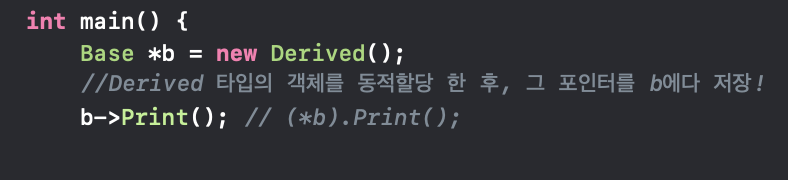 int main() {
Base *b = new Derived();
//Derived 타입의 객체를 동적할당 한 후, 그 포인터를 b에다 저장!
b->Print(); // (*b).Print();